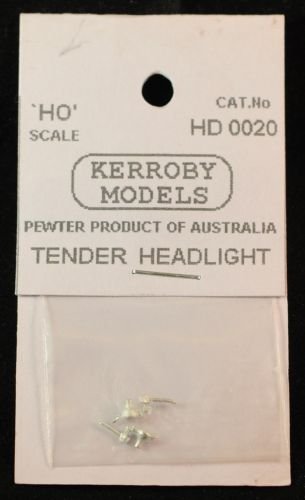 `HO'
SCALE
CAT.No
HD 0020
KERROBY
MODELS
PEWTER PRODUCT OF AUSTRALIA
TENDER HEADLIGHT